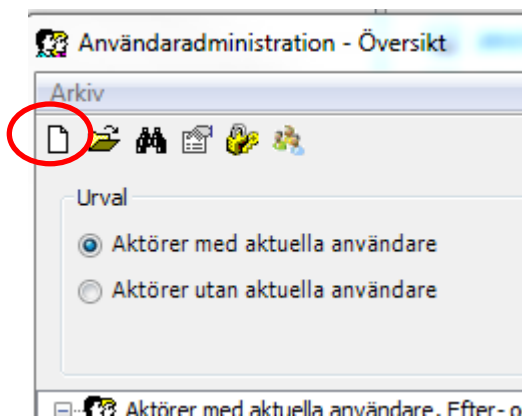 Användaradministration - Översikt
Arkiv
Urval
Aktörer med aktuella användare
Aktörer utan aktuella användare
Aktörer med aktuella användare. Efter- o